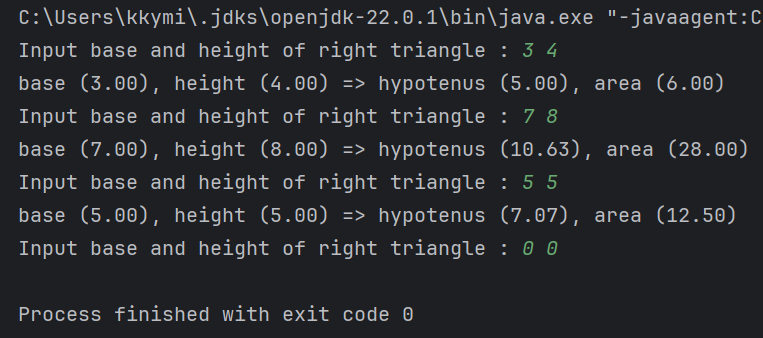 C:\Users\kkymi\.jdks\openjdk-22.0.1\bin\java.exe "-javaagent:C
Input base and height of right triangle : 3 4
base (3.00), height (4.00) => hypotenus (5.00), area (6.00)
Input base and height of right triangle : 7 8
base (7.00), height (8.00) => hypotenus (10.63), area (28.00)
Input base and height of right triangle : 5 5
base (5.00), height (5.00) => hypotenus (7.07), area (12.50)
Input base and height of right triangle : 0 0
Process finished with exit code 0